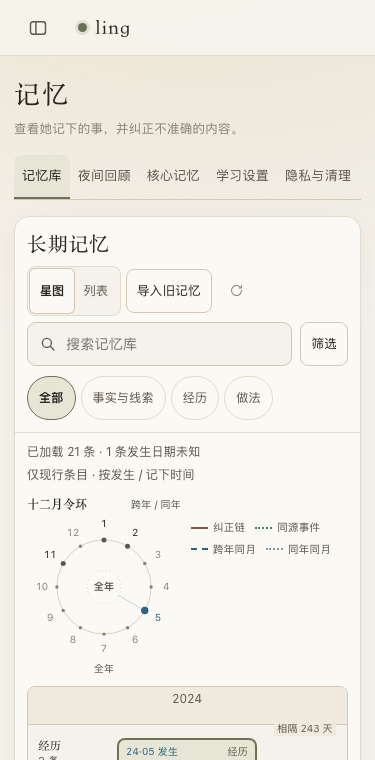 ling
记忆
查看她记下的事，并纠正不准确的内容。
记忆库 夜间回顾 核心记忆 学习设置 隐私与清理
长期记忆
星图 列表 导入旧记忆
搜索记忆库 筛选
全部 事实与线索 经历 做法
已加载 21 条 · 1 条发生日期未知
仅现行条目 · 按发生 / 记下时间
十二月令环 跨年 / 同年
纠正链 同源事件
跨年同月 同年同月
1
2
3
4
5
6
7
8
9
10
11
12
全年
全年
2024
相隔 243 天
经历
24·05 发生 经历